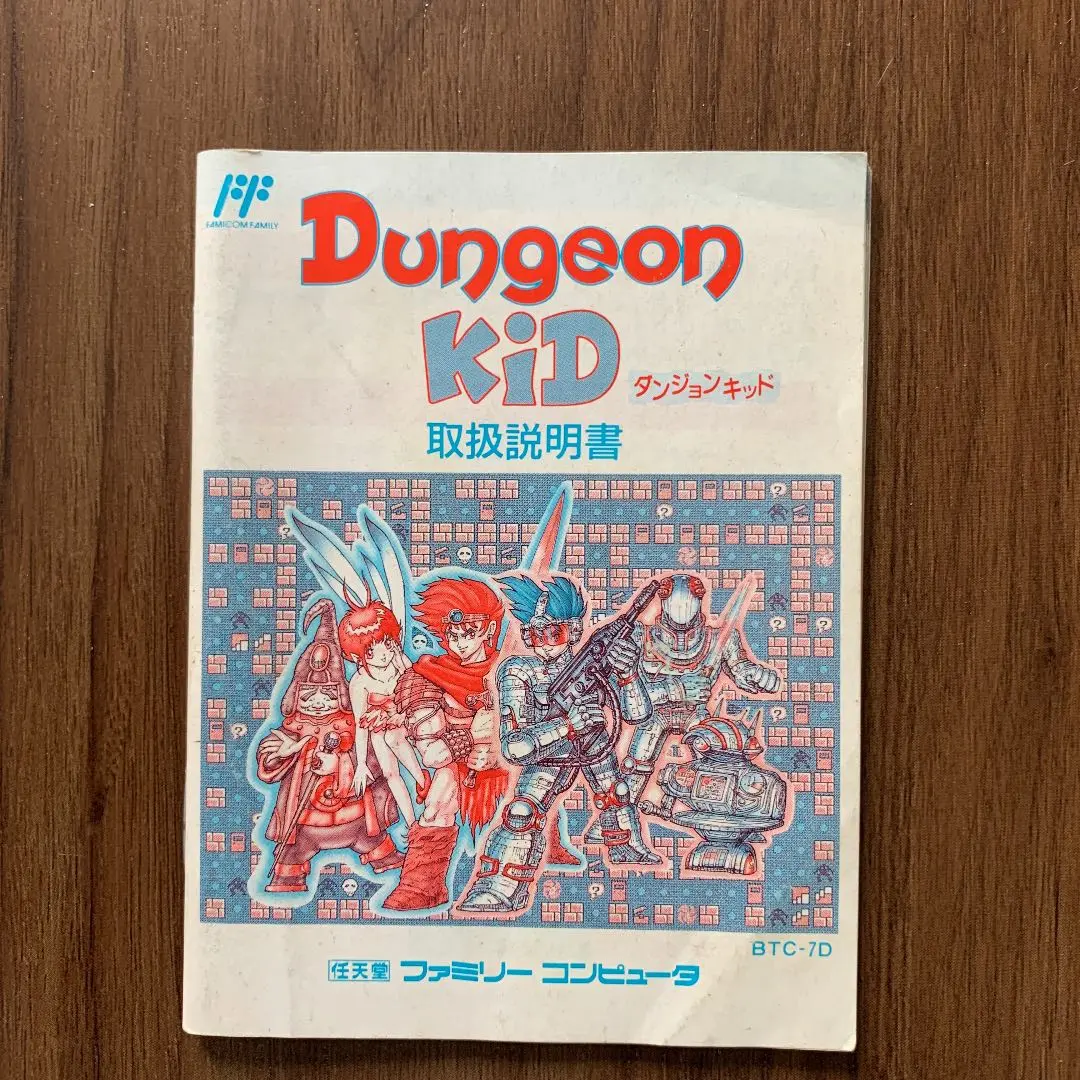 FAMICOM FAMILY
Dungeon
KiD
ダンジョンキッド
取扱説明書
BTC-7D
任天堂 ファミリー コンピュータ